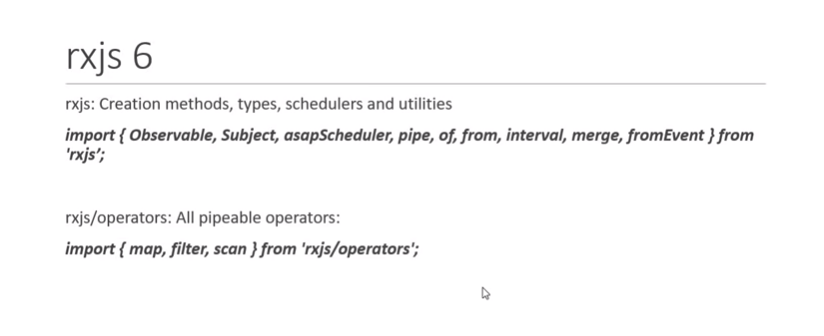 rxjs 6
rxjs: Creation methods, types, schedulers and utilities
import { Observable, Subject, asapScheduler, pipe, of, from, interval, merge, fromEvent } from
'rxjs';
rxjs/operators: All pipeable operators:
import { map, filter, scan } from 'rxjs/operators';